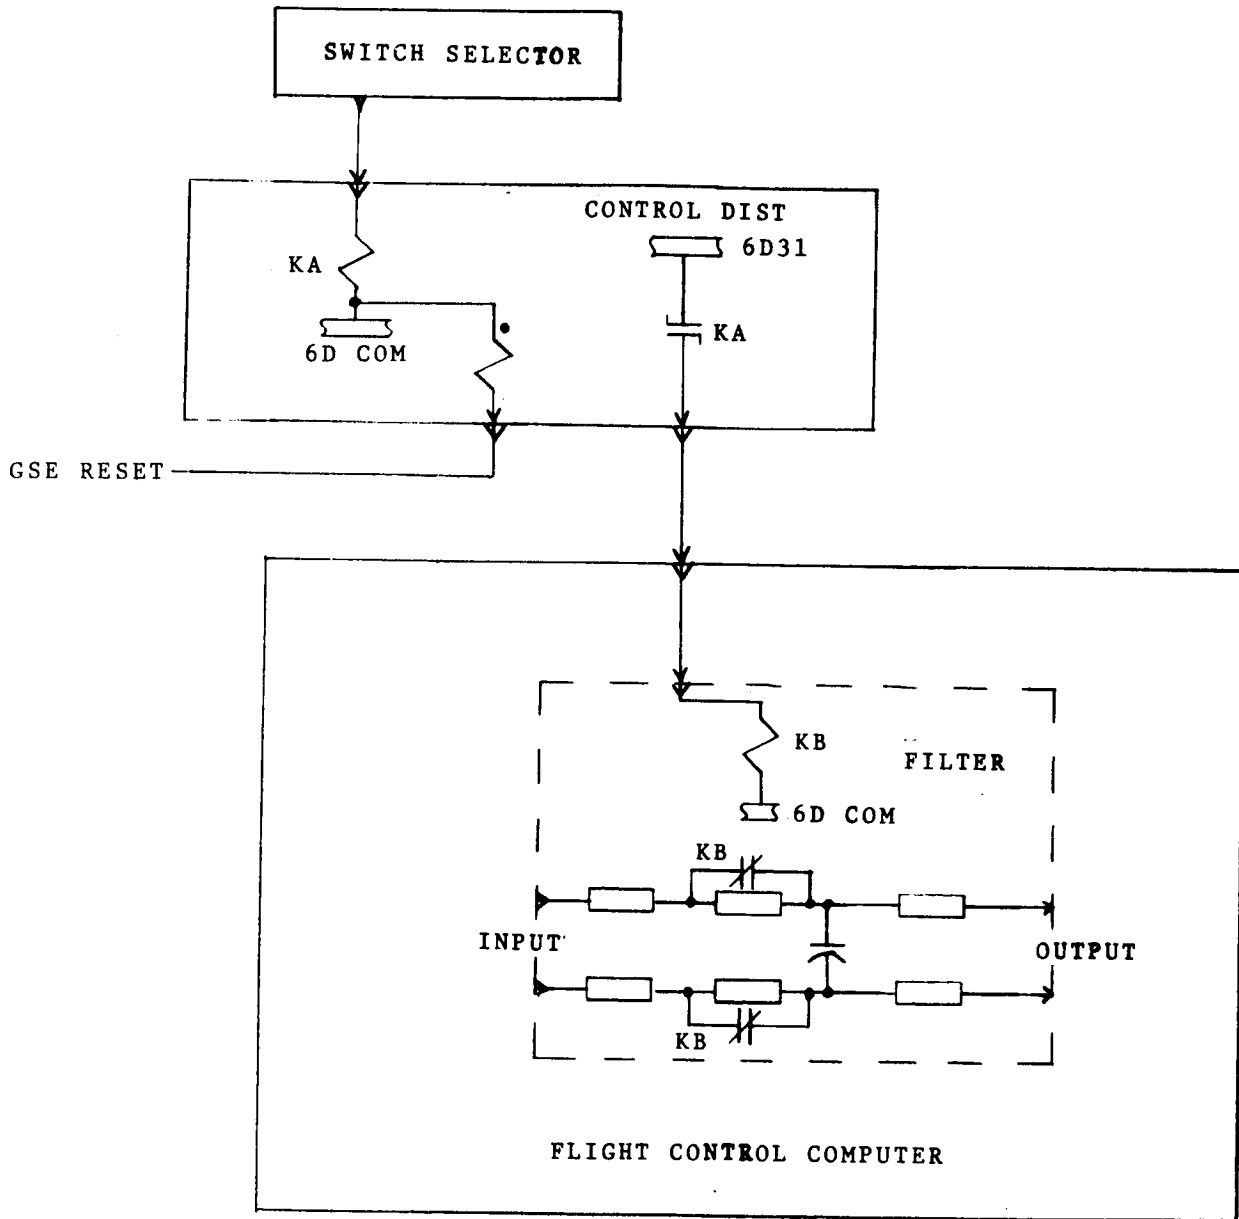 SWITCH SELECTOR
CONTROL DIST
6D31
KA
KA
6D COM
GSE RESET
KB
FILTER
6D COM
KB
INPUT
OUTPUT
KB
FLIGHT CONTROL COMPUTER